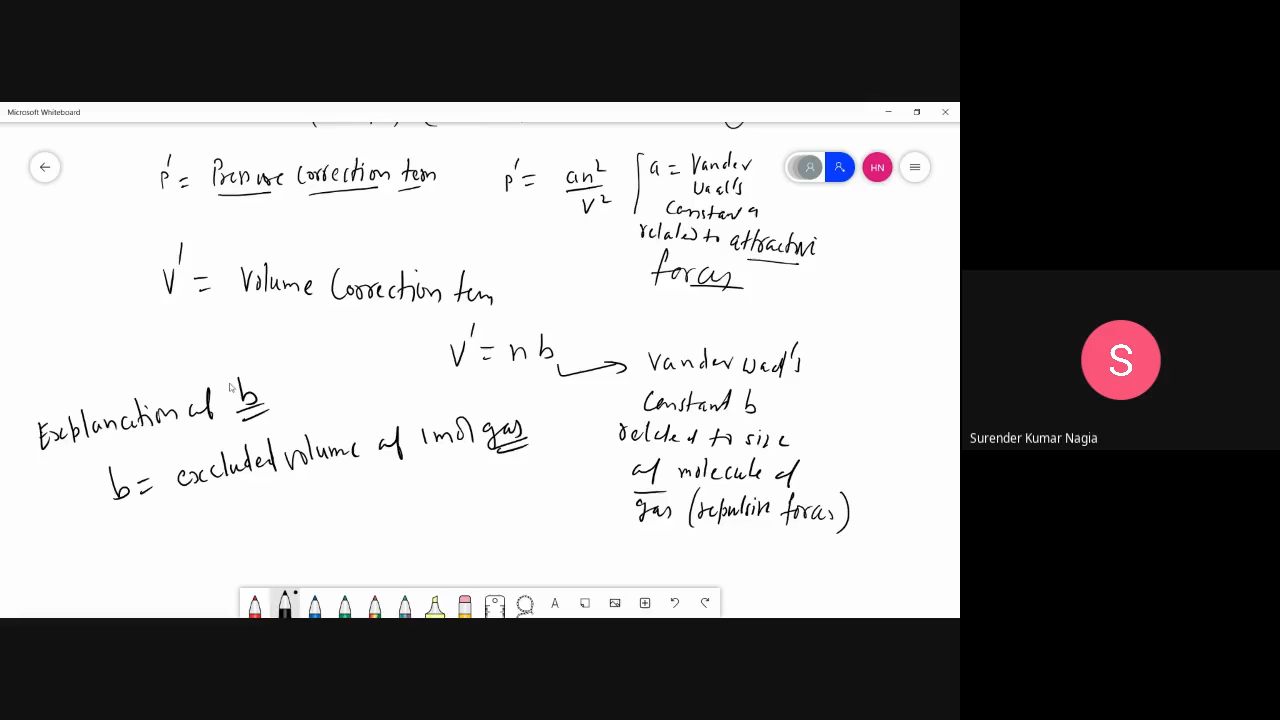 Microsoft Whiteboard
HN
p' = Pressure correction term
p' = an²/V²
a = Vander
Waal's
Constant a
related to attractive
forces
V' = Volume Correction term
V' = n b
Vander Waal's
Constant b
related to size
of molecule of
gas (repulsive forces)
Explanation of b
b = excluded volume of 1 mol gas
A
S
Surender Kumar Nagia